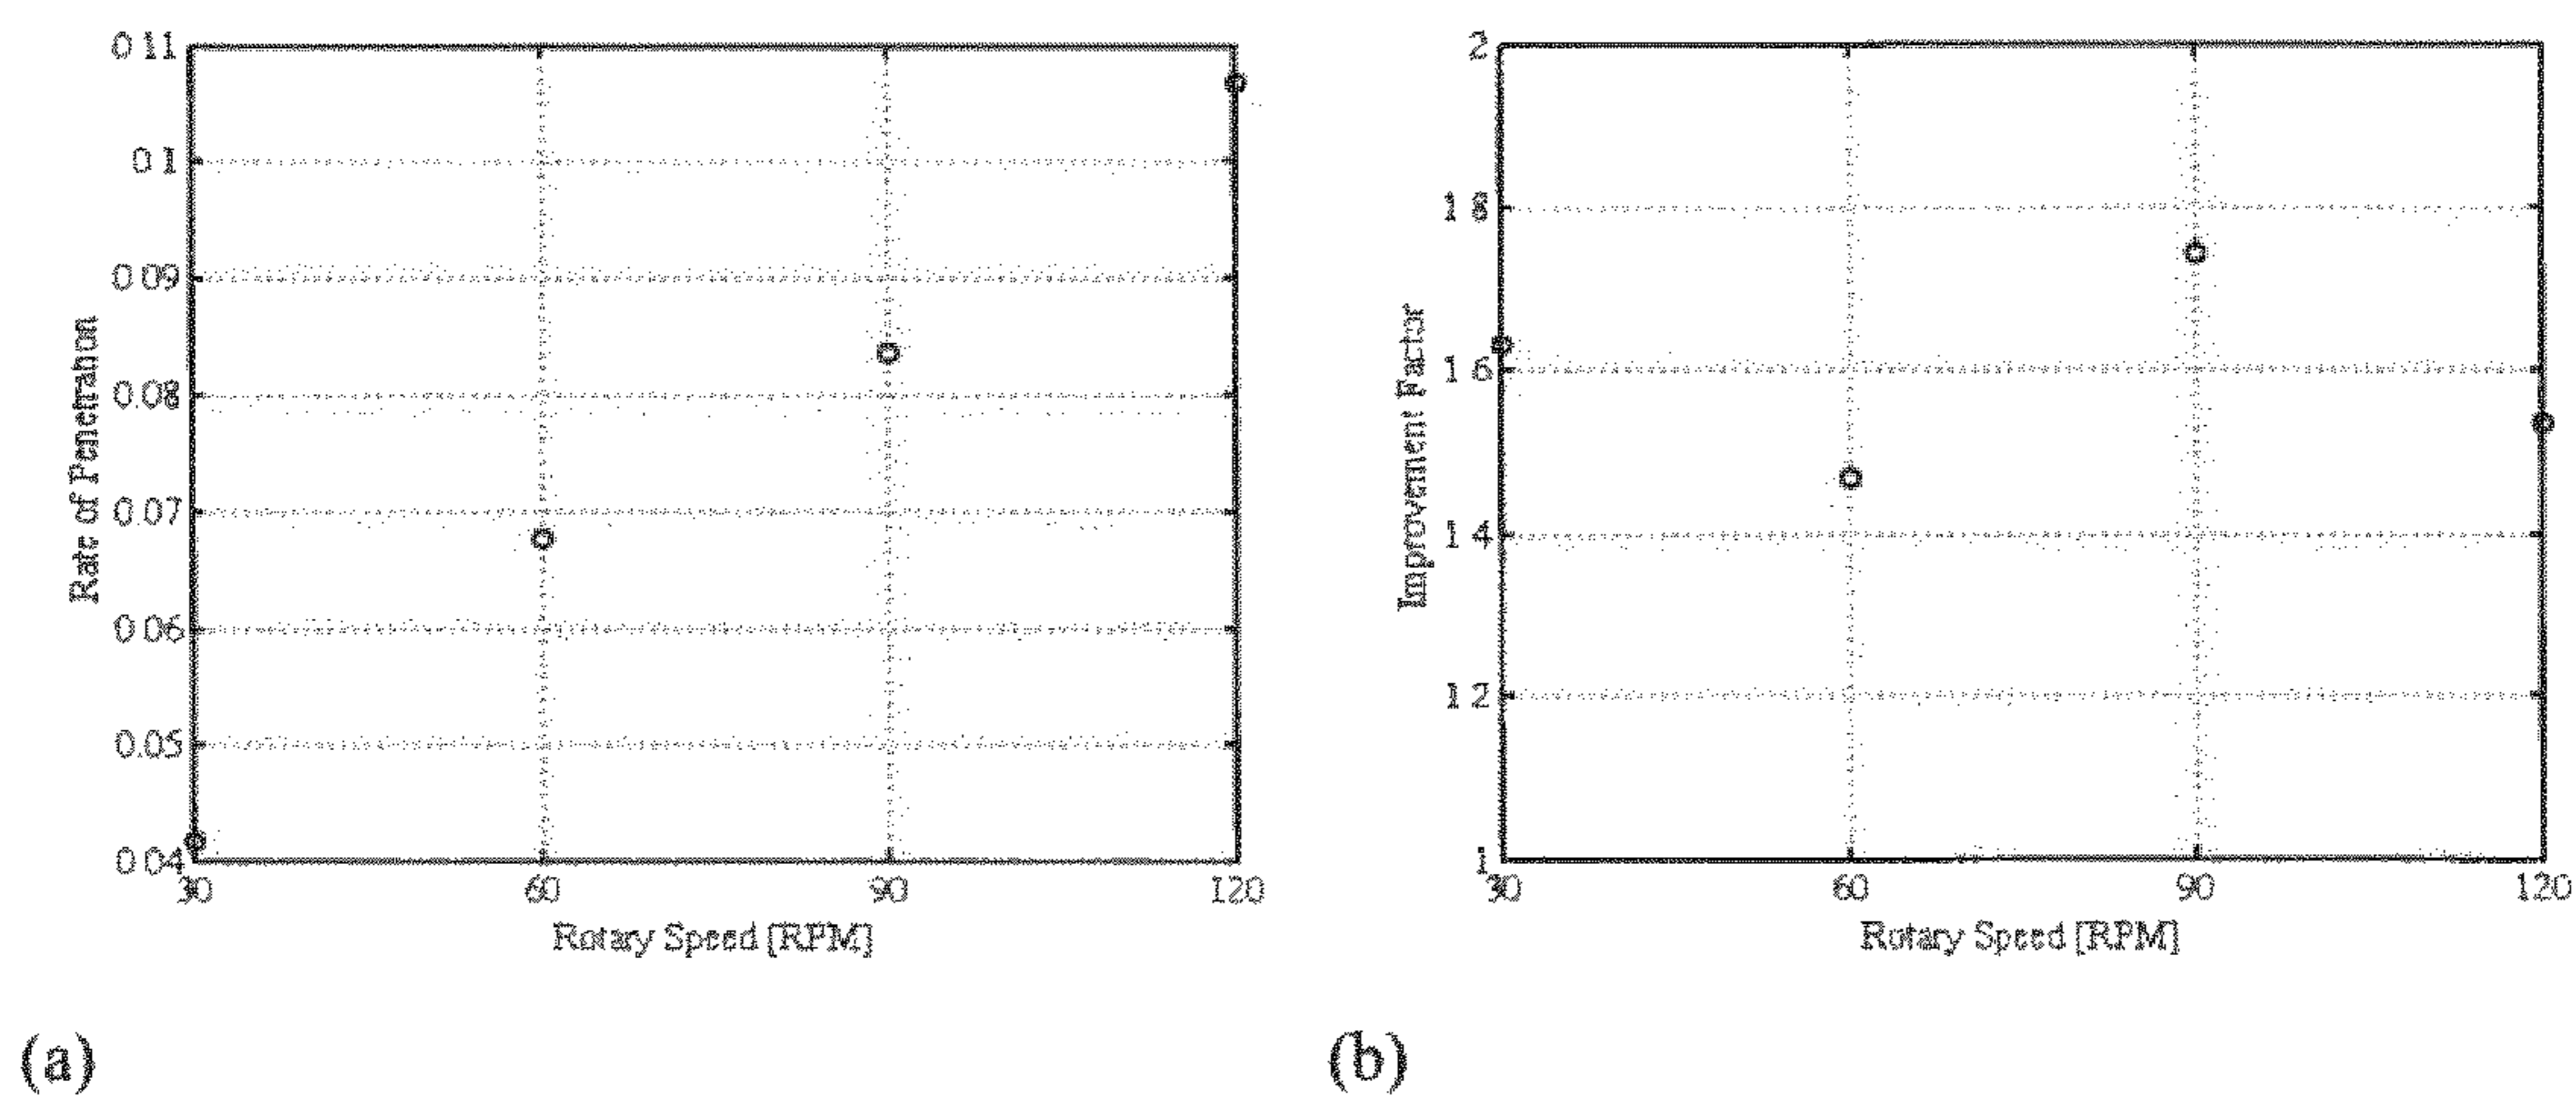 0 11
0 1
0 09
0.08
0.07
0 06
0.05
0 04
Rate of Penetration
30 60 90 120
Rotary Speed [RPM]
(a)
2
1 8
1 6
1 4
1 2
1
Improvement Factor
30 60 90 120
Rotary Speed [RPM]
(b)